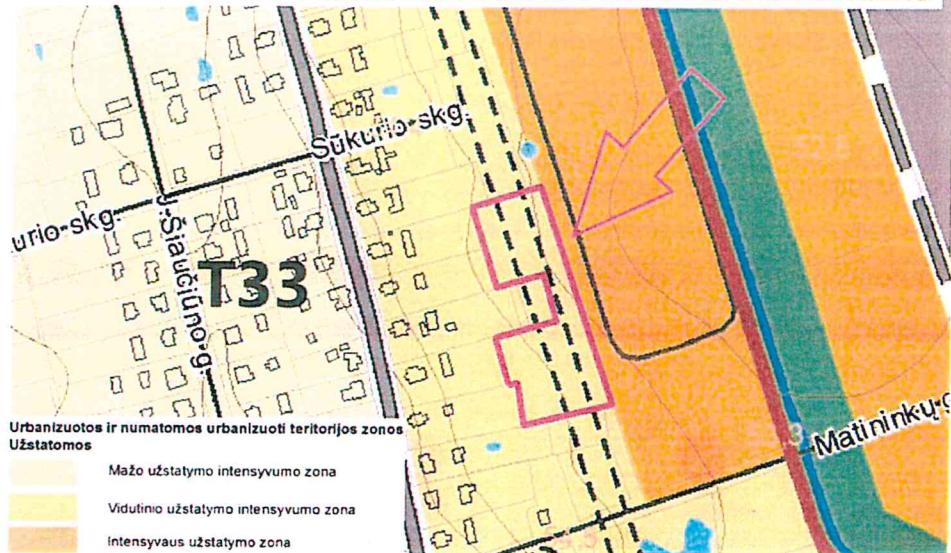 Sūkurio skg.
urio-skg.
J. Šiaučiūno g.
T33
Matininkų g
Urbanizuotos ir numatomos urbanizuoti teritorijos zonos
Užstatomos
Mažo užstatymo intensyvumo zona
Vidutinio užstatymo intensyvumo zona
Intensyvaus užstatymo zona